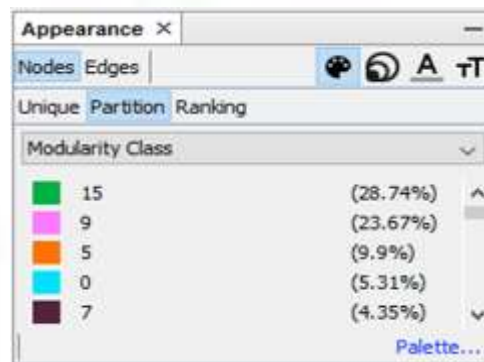 Appearance ×
Nodes Edges A TT
Unique Partition Ranking
Modularity Class
15 (28.74%)
9 (23.67%)
5 (9.9%)
0 (5.31%)
7 (4.35%)
Palette...